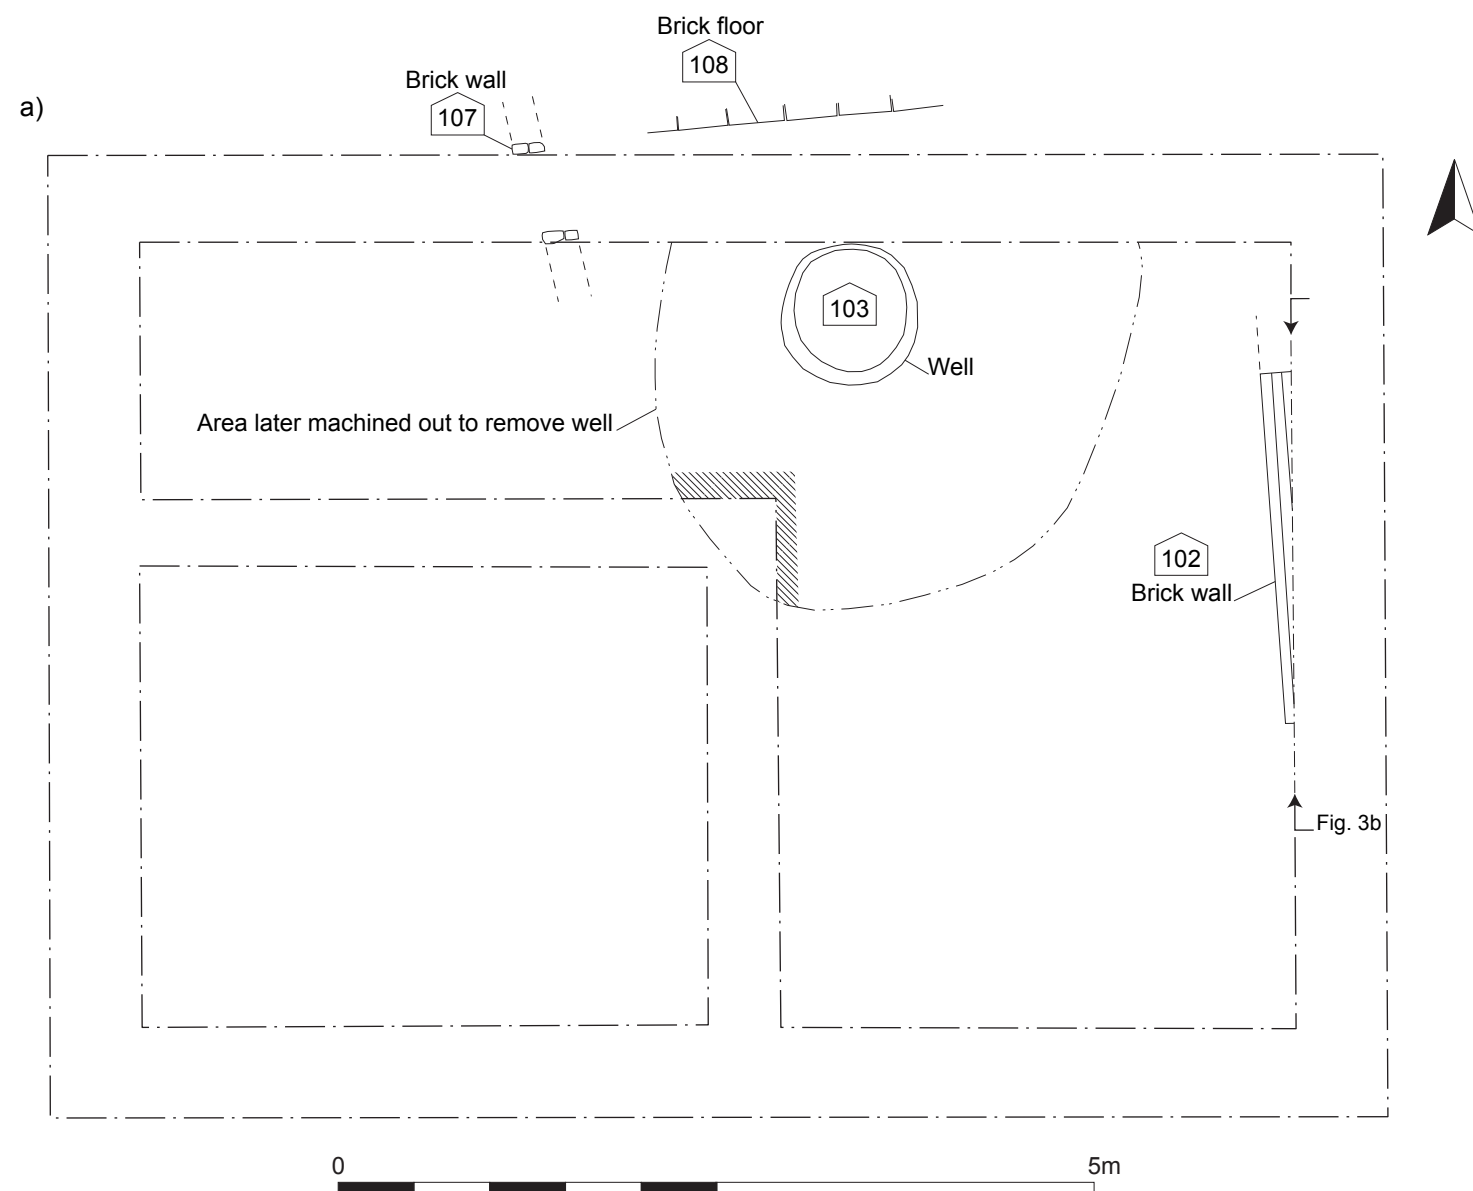 Brick floor
108
Brick wall
107
a)
103
Well
Area later machined out to remove well
102
Brick wall
Fig. 3b
0
5m